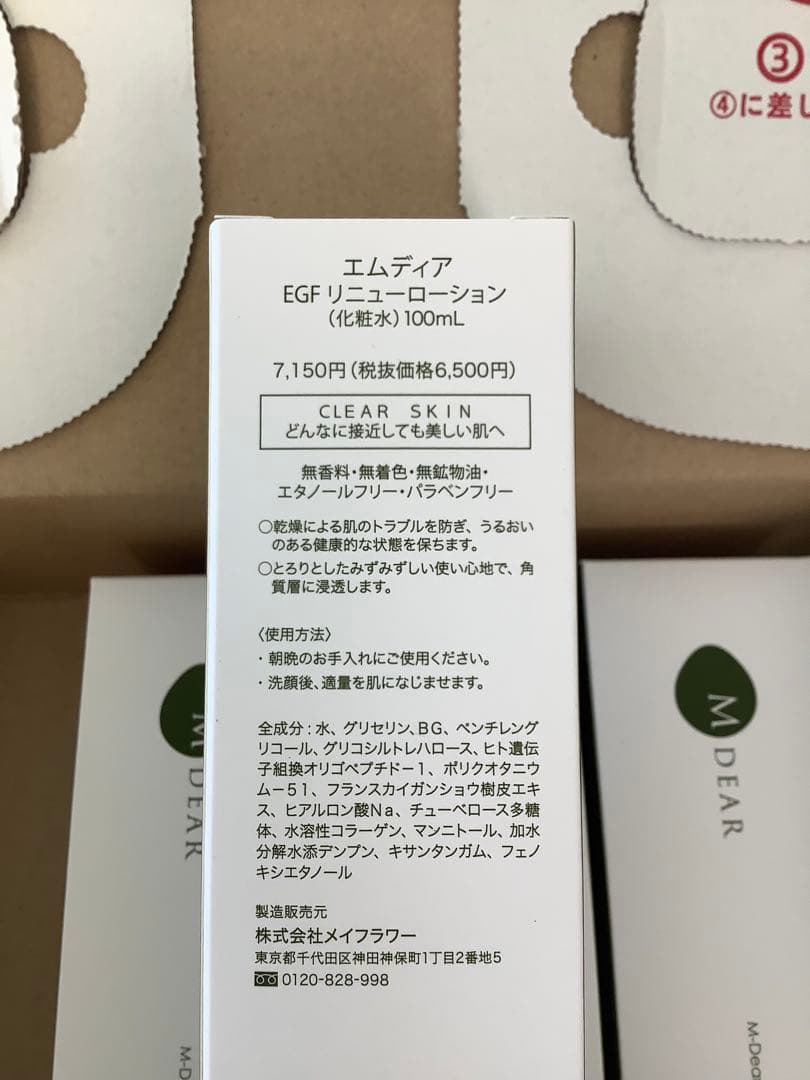 ③
④に差し
エムディア
EGF リニューローション
（化粧水）100mL
7,150円（税抜価格6,500円）
CLEAR SKIN
どんなに接近しても美しい肌へ
無香料・無着色・無鉱物油・
エタノールフリー・パラベンフリー
○乾燥による肌のトラブルを防ぎ、うるおい
のある健康的な状態を保ちます。
○とろりとしたみずみずしい使い心地で、角
質層に浸透します。
〈使用方法〉
・朝晩のお手入れにご使用ください。
・洗顔後、適量を肌になじませます。
全成分：水、グリセリン、BG、ペンチレング
リコール、グリコシルトレハロース、ヒト遺伝
子組換オリゴペプチドー1、ポリクオタニウ
ムー51、フランスカイガンショウ樹皮エキ
ス、ヒアルロン酸Na、チューベロース多糖
体、水溶性コラーゲン、マンニトール、加水
分解水添デンプン、キサンタンガム、フェノ
キシエタノール
製造販売元
株式会社メイフラワー
東京都千代田区神田神保町1丁目2番地5
0120-828-998
M DEAR
M DEAR
M-D
M-Dea